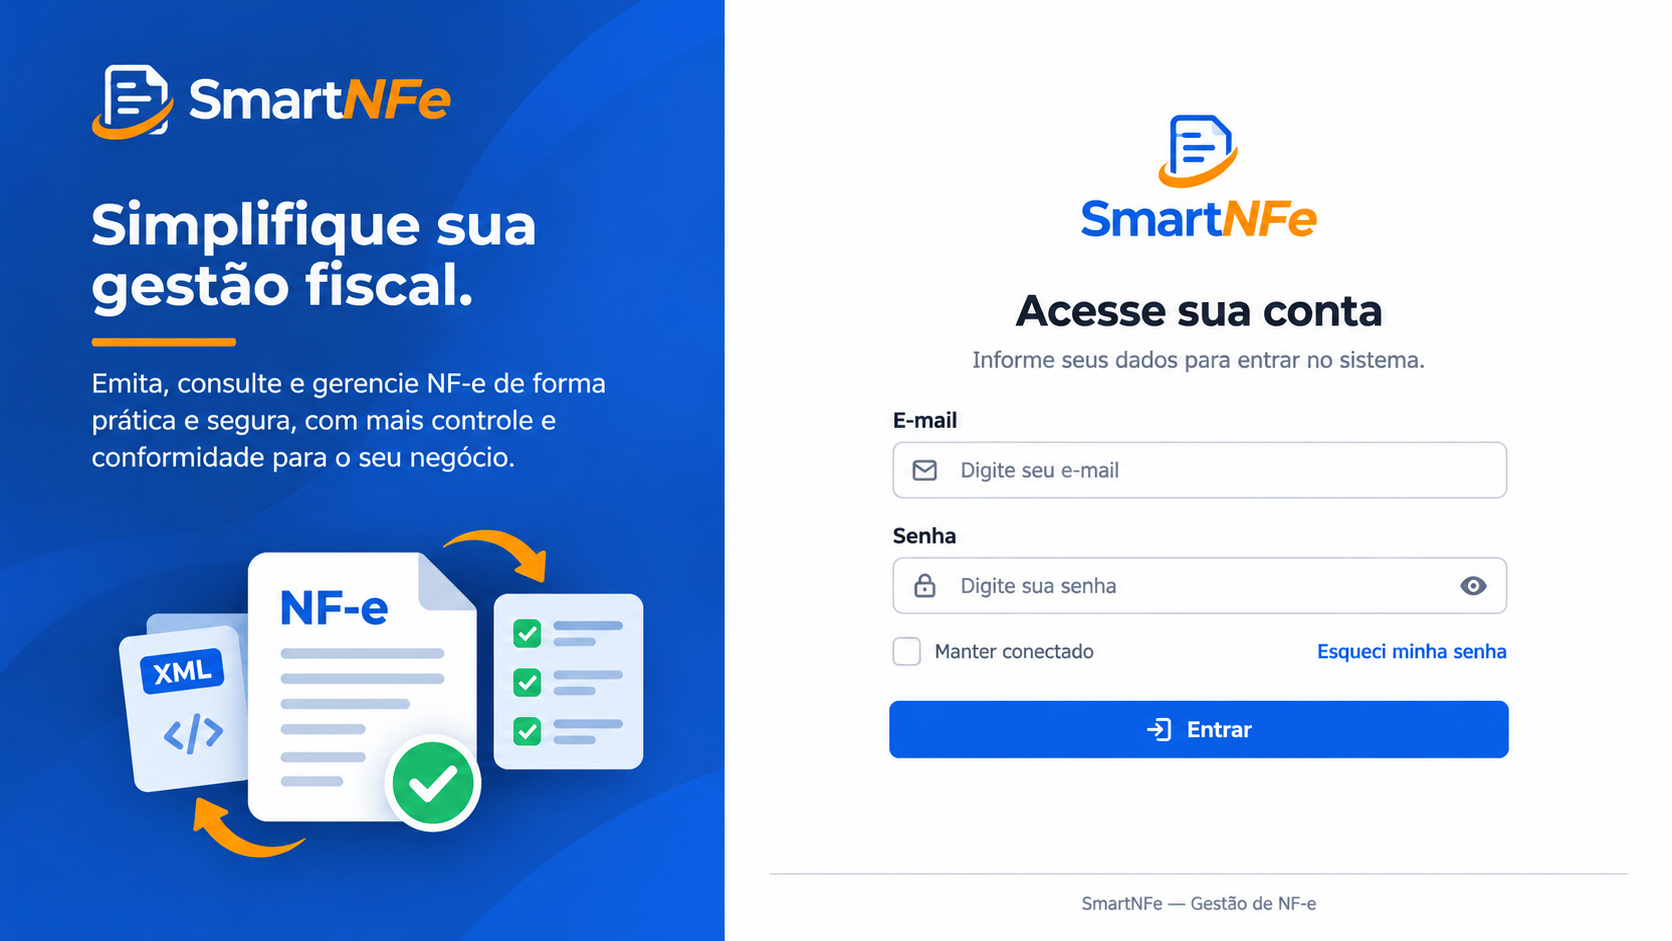 SmartNFe
Simplifique sua
gestão fiscal.
Emita, consulte e gerencie NF-e de forma
prática e segura, com mais controle e
conformidade para o seu negócio.
NF-e
XML
</>
SmartNFe
Acesse sua conta
Informe seus dados para entrar no sistema.
E-mail
Digite seu e-mail
Senha
Digite sua senha
Manter conectado
Esqueci minha senha
Entrar
SmartNFe — Gestão de NF-e